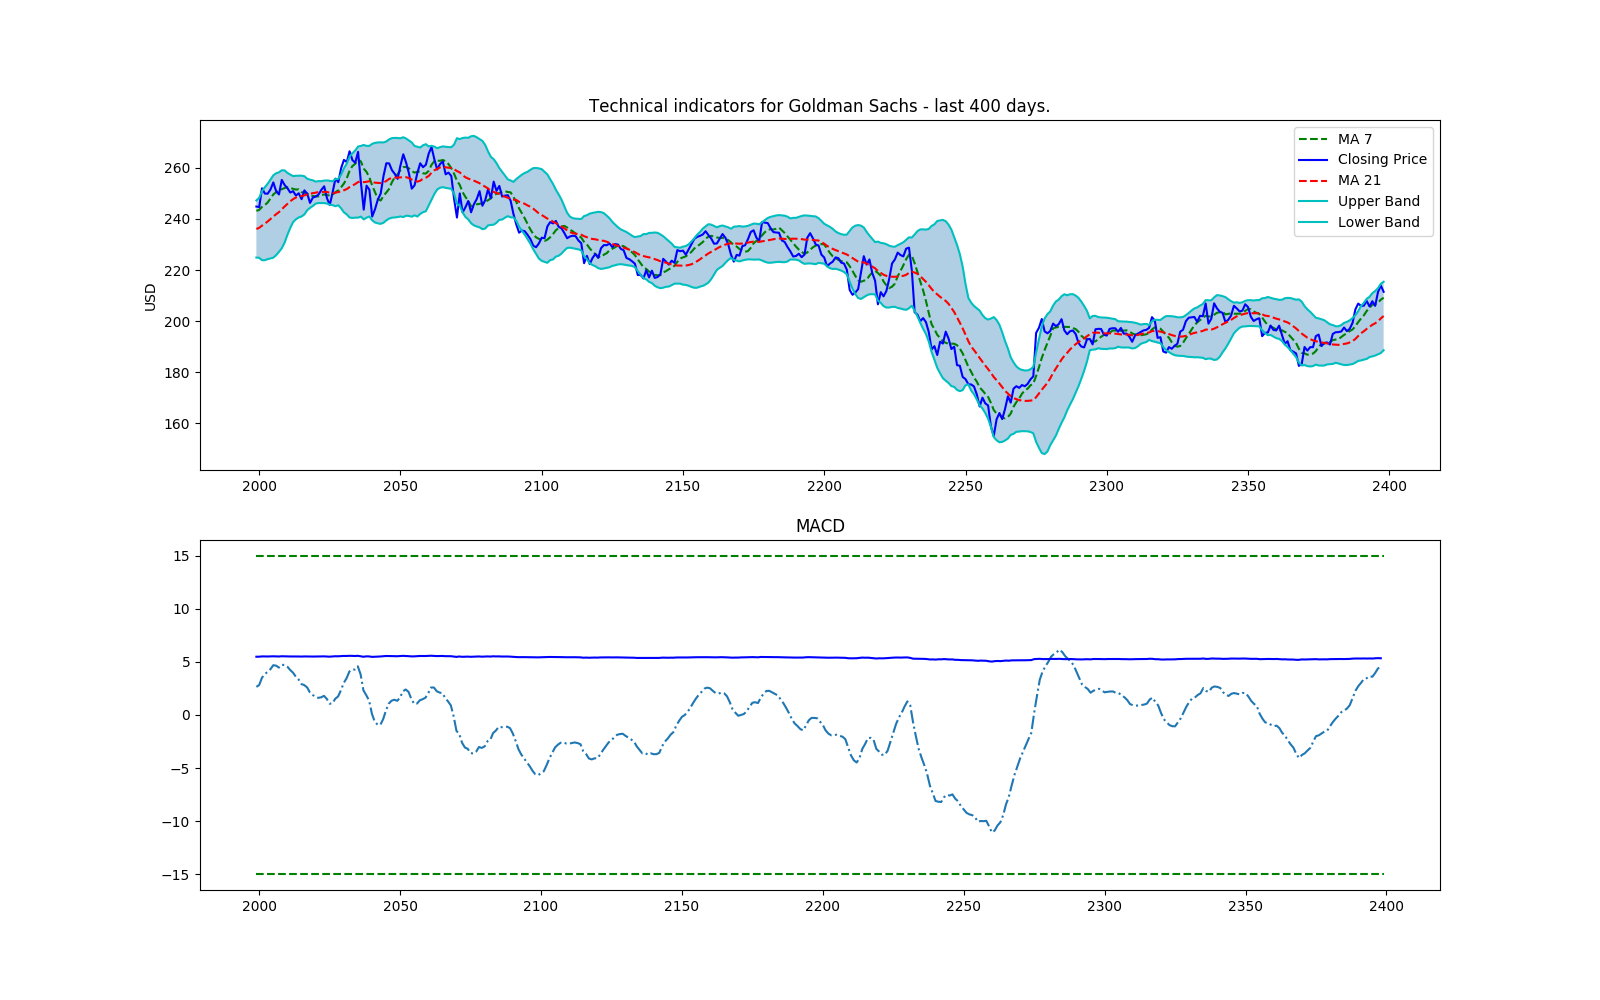 Technical indicators for Goldman Sachs - last 400 days.
USD
260
240
220
200
180
160
MA 7
Closing Price
MA 21
Upper Band
Lower Band
2000 2050 2100 2150 2200 2250 2300 2350 2400
MACD
15
10
5
0
−5
−10
−15
2000 2050 2100 2150 2200 2250 2300 2350 2400